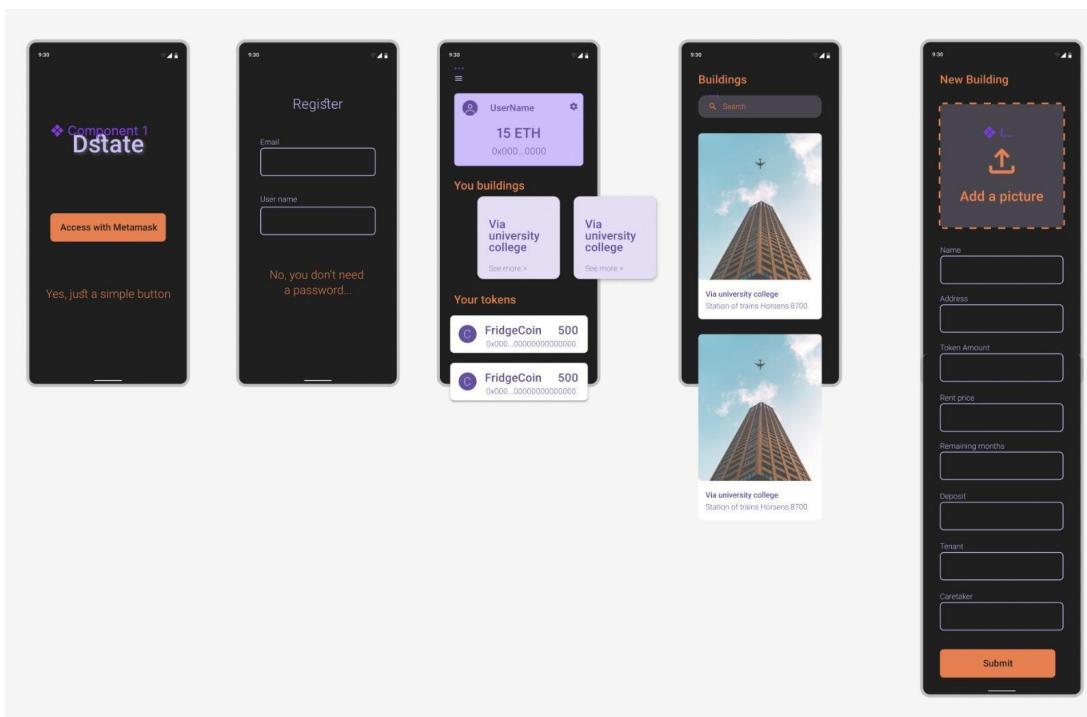 9:30
Component 1
Dstate
Access with Metamask
Yes, just a simple button
9:30
Register
Email
User name
No, you don't need
a password...
9:30
UserName
15 ETH
0x000...0000
You buildings
Via
university
college
See more >
Via
university
college
See more >
Your tokens
C
FridgeCoin 500
0x000...00000000000000
C
FridgeCoin 500
0x000...00000000000000
9:30
Buildings
Search
Via university college
Station of trains Horsens 8700
Via university college
Station of trains Horsens 8700
9:30
New Building
I...
Add a picture
Name
Address
Token Amount
Rent price
Remaining months
Deposit
Tenant
Caretaker
Submit